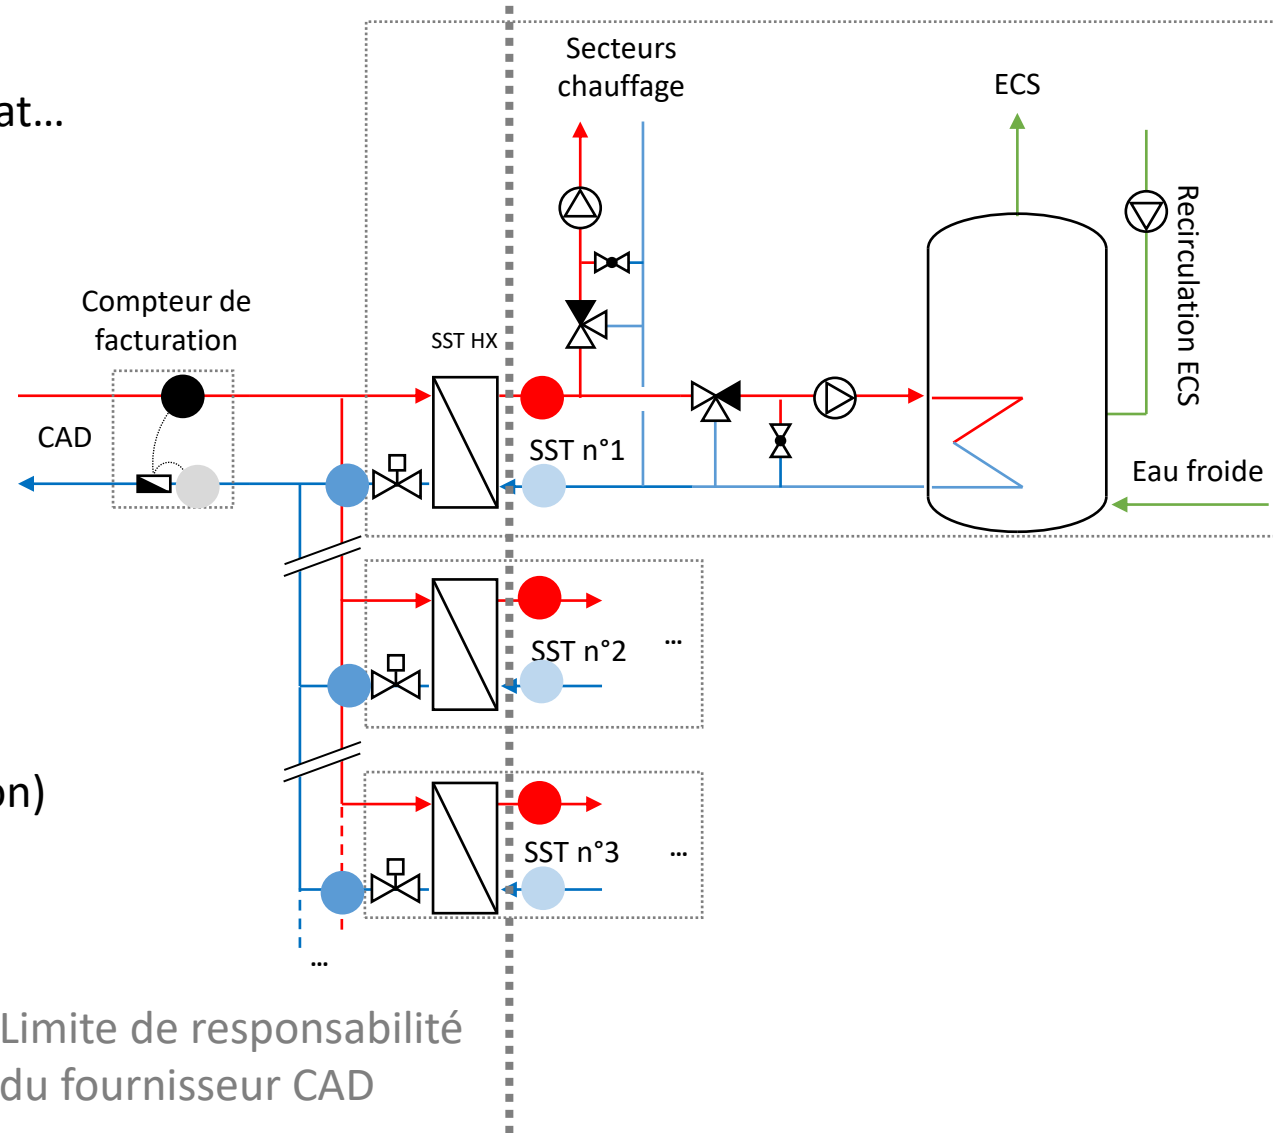 at...
Secteurs
chauffage
ECS
Recirculation ECS
Compteur de
facturation
SST HX
CAD
SST n°1
Eau froide
SST n°2
...
on)
SST n°3
...
...
Limite de responsabilité
du fournisseur CAD